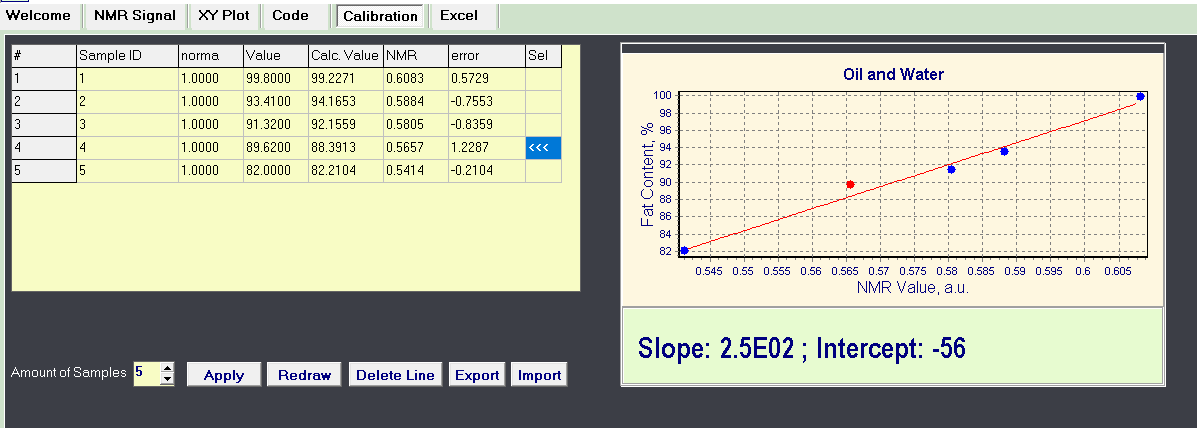 Welcome NMR Signal XY Plot Code Calibration Excel
# Sample ID norma Value Calc. Value NMR error Sel
1 1 1.0000 99.8000 99.2271 0.6083 0.5729
2 2 1.0000 93.4100 94.1653 0.5884 -0.7553
3 3 1.0000 91.3200 92.1559 0.5805 -0.8359
4 4 1.0000 89.6200 88.3913 0.5657 1.2287 <<<
5 5 1.0000 82.0000 82.2104 0.5414 -0.2104
Amount of Samples 5 Apply Redraw Delete Line Export Import
Oil and Water
Fat Content, %
100
98
96
94
92
90
88
86
84
82
0.545 0.55 0.555 0.56 0.565 0.57 0.575 0.58 0.585 0.59 0.595 0.6 0.605
NMR Value, a.u.
Slope: 2.5E02 ; Intercept: -56